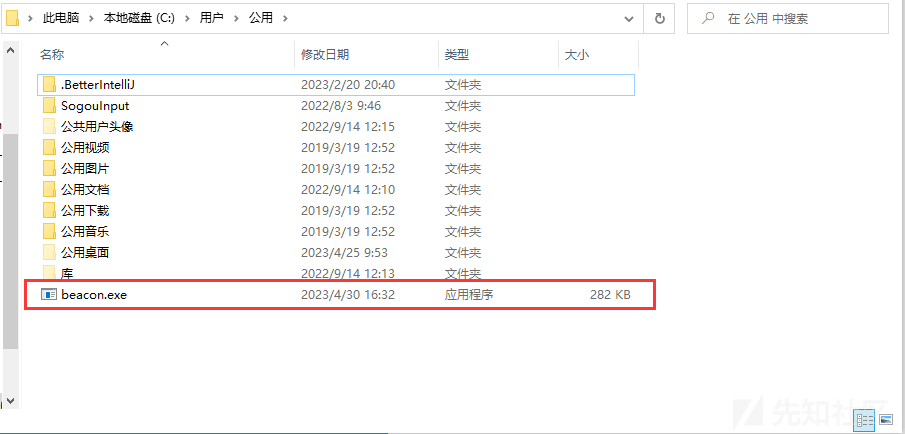 此电脑 › 本地磁盘 (C:) › 用户 › 公用 ›
在 公用 中搜索
名称 修改日期 类型 大小
.BetterIntelliJ 2023/2/20 20:40 文件夹
SogouInput 2022/8/3 9:46 文件夹
公共用户头像 2022/9/14 12:15 文件夹
公用视频 2019/3/19 12:52 文件夹
公用图片 2019/3/19 12:52 文件夹
公用文档 2022/9/14 12:10 文件夹
公用下载 2019/3/19 12:52 文件夹
公用音乐 2019/3/19 12:52 文件夹
公用桌面 2023/4/25 9:53 文件夹
库 2022/9/14 12:13 文件夹
beacon.exe 2023/4/30 16:32 应用程序 282 KB
先知社区